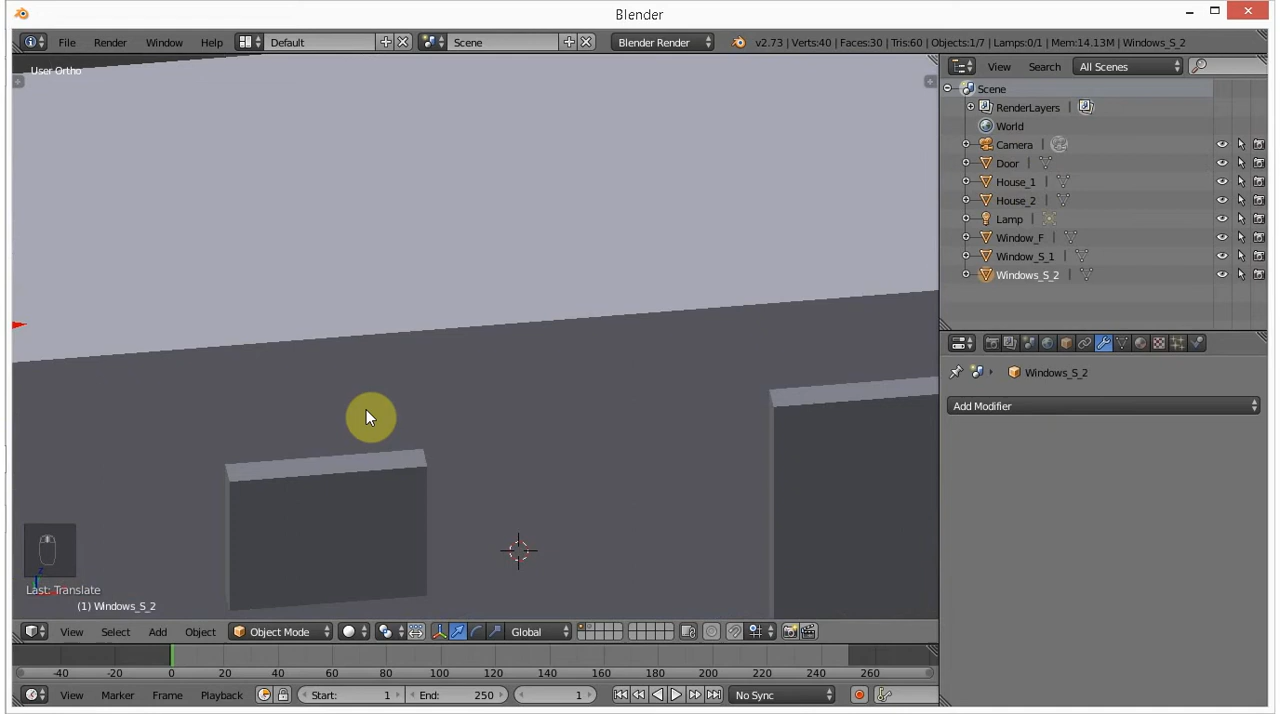 Blender
File Render Window Help Default Scene Blender Render v2.73 | Verts:40 | Faces:30 | Tris:60 | Objects:1/7 | Lamps:0/1 | Mem:14.13M | Windows_S_2
User Ortho
View Search All Scenes
Scene
RenderLayers
World
Camera
Door
House_1
House_2
Lamp
Window_F
Window_S_1
Windows_S_2
Windows_S_2
Add Modifier
Last: Translate
(1) Windows_S_2
View Select Add Object Object Mode Global
-40 -20 0 20 40 60 80 100 120 140 160 180 200 220 240 260
View Marker Frame Playback Start: 1 End: 250 1 No Sync